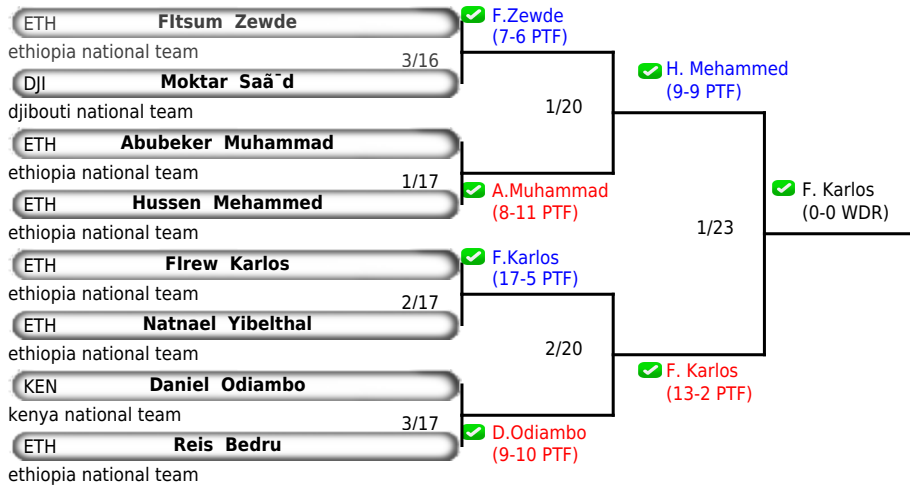 ETH FItsum Zewde
ethiopia national team
3/16
DJI Moktar Saã¯d
djibouti national team
ETH Abubeker Muhammad
ethiopia national team
1/17
ETH Hussen Mehammed
ethiopia national team
ETH FIrew Karlos
ethiopia national team
2/17
ETH Natnael Yibelthal
ethiopia national team
KEN Daniel Odiambo
kenya national team
3/17
ETH Reis Bedru
ethiopia national team
F.Zewde
(7-6 PTF)
1/20
A.Muhammad
(8-11 PTF)
F.Karlos
(17-5 PTF)
2/20
D.Odiambo
(9-10 PTF)
H. Mehammed
(9-9 PTF)
1/23
F. Karlos
(13-2 PTF)
F. Karlos
(0-0 WDR)